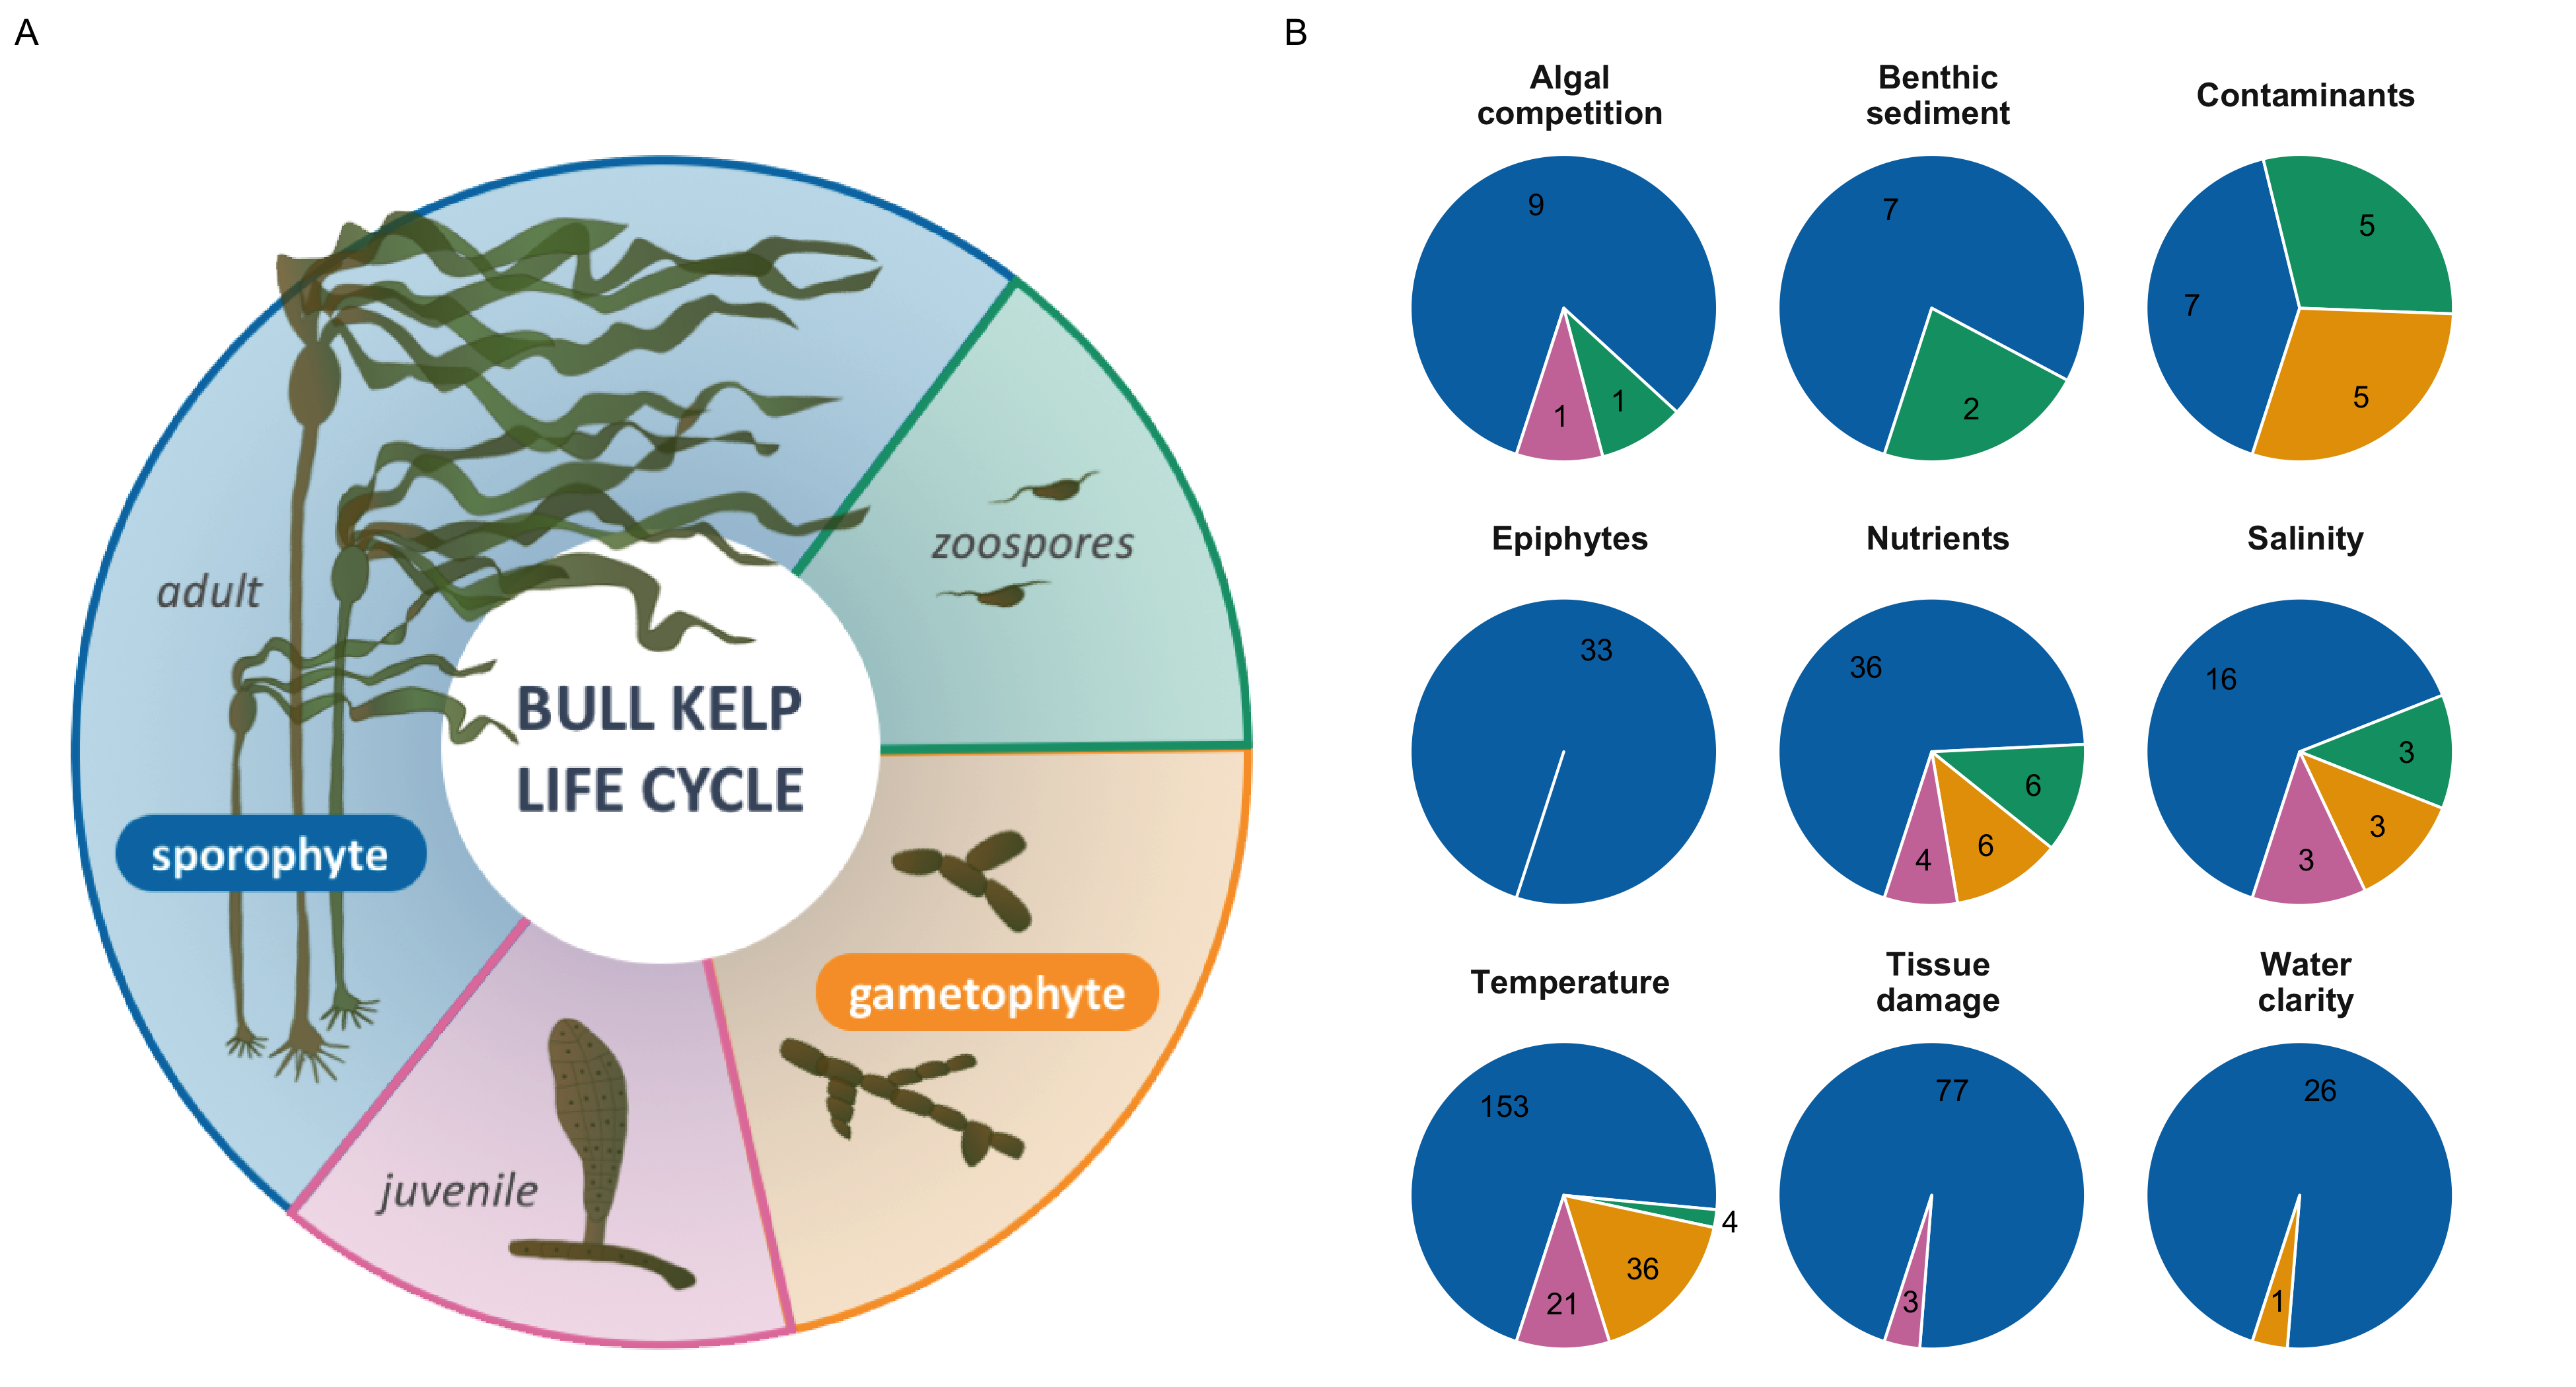 A
adult
zoospores
BULL KELP
LIFE CYCLE
sporophyte
gametophyte
juvenile
B
Algal
competition
9
1
1
Benthic
sediment
7
2
Contaminants
5
7
5
Epiphytes
33
Nutrients
36
6
6
4
Salinity
16
3
3
3
Temperature
153
4
36
21
Tissue
damage
77
3
Water
clarity
26
1